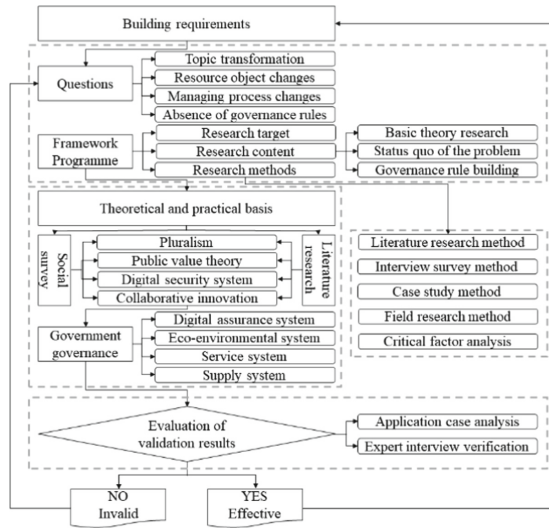 Building requirements
Questions
Topic transformation
Resource object changes
Managing process changes
Absence of governance rules
Framework
Programme
Research target
Research content
Research methods
Basic theory research
Status quo of the problem
Governance rule building
Theoretical and practical basis
Social
survey
Pluralism
Public value theory
Digital security system
Collaborative innovation
Literature
research
Literature research method
Interview survey method
Case study method
Field research method
Critical factor analysis
Government
governance
Digital assurance system
Eco-environmental system
Service system
Supply system
Evaluation of
validation results
Application case analysis
Expert interview verification
NO
Invalid
YES
Effective